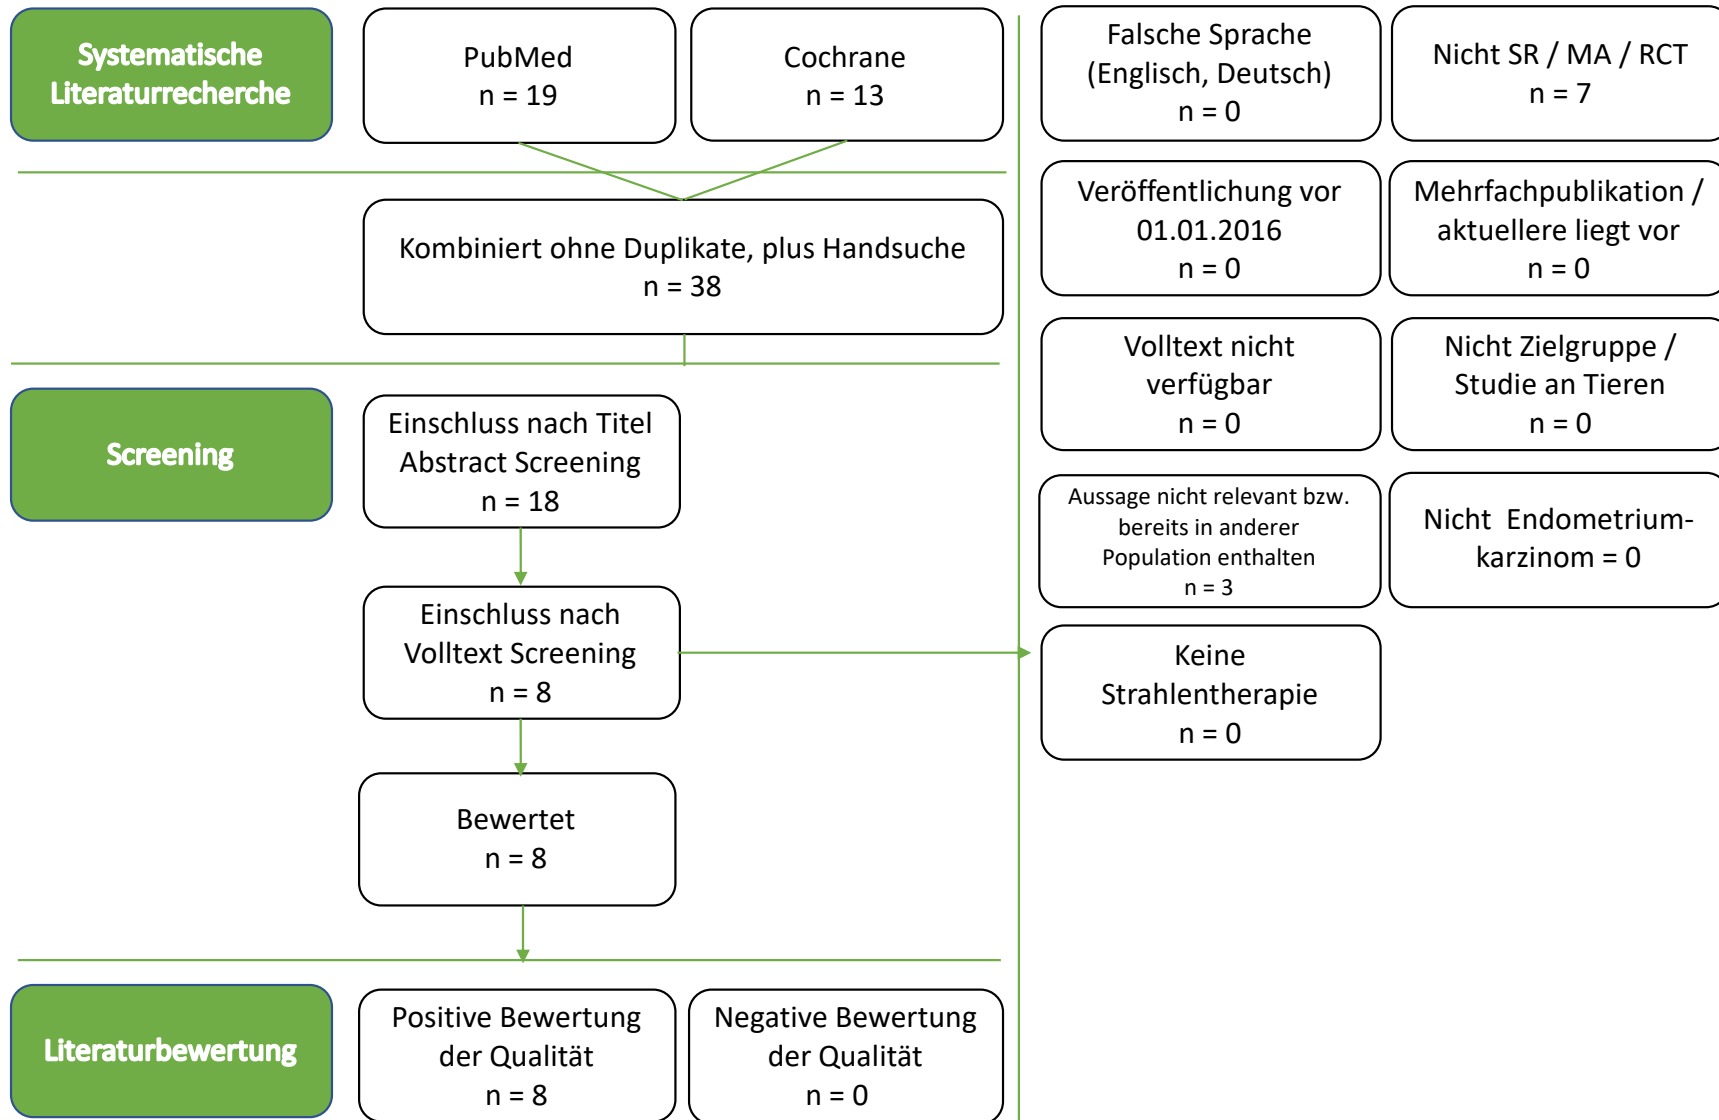 Systematische
Literaturrecherche
PubMed
n = 19
Cochrane
n = 13
Kombiniert ohne Duplikate, plus Handsuche
n = 38
Screening
Einschluss nach Titel
Abstract Screening
n = 18
Einschluss nach
Volltext Screening
n = 8
Bewertet
n = 8
Literaturbewertung
Positive Bewertung
der Qualität
n = 8
Negative Bewertung
der Qualität
n = 0
Falsche Sprache
(Englisch, Deutsch)
n = 0
Nicht SR / MA / RCT
n = 7
Veröffentlichung vor
01.01.2016
n = 0
Mehrfachpublikation /
aktuellere liegt vor
n = 0
Volltext nicht
verfügbar
n = 0
Nicht Zielgruppe /
Studie an Tieren
n = 0
Aussage nicht relevant bzw.
bereits in anderer
Population enthalten
n = 3
Nicht Endometrium-
karzinom = 0
Keine
Strahlentherapie
n = 0